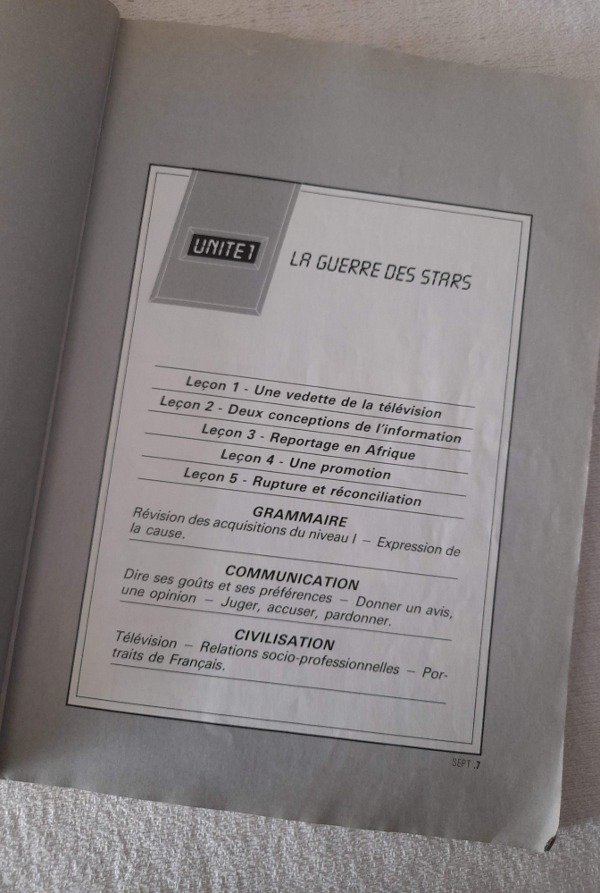 UNITE 1
LA GUERRE DES STARS
Leçon 1 - Une vedette de la télévision
Leçon 2 - Deux conceptions de l'information
Leçon 3 - Reportage en Afrique
Leçon 4 - Une promotion
Leçon 5 - Rupture et réconciliation
GRAMMAIRE
Révision des acquisitions du niveau I – Expression de
la cause.
COMMUNICATION
Dire ses goûts et ses préférences – Donner un avis,
une opinion – Juger, accuser, pardonner.
CIVILISATION
Télévision – Relations socio-professionnelles – Por-
traits de Français.
SEPT .7